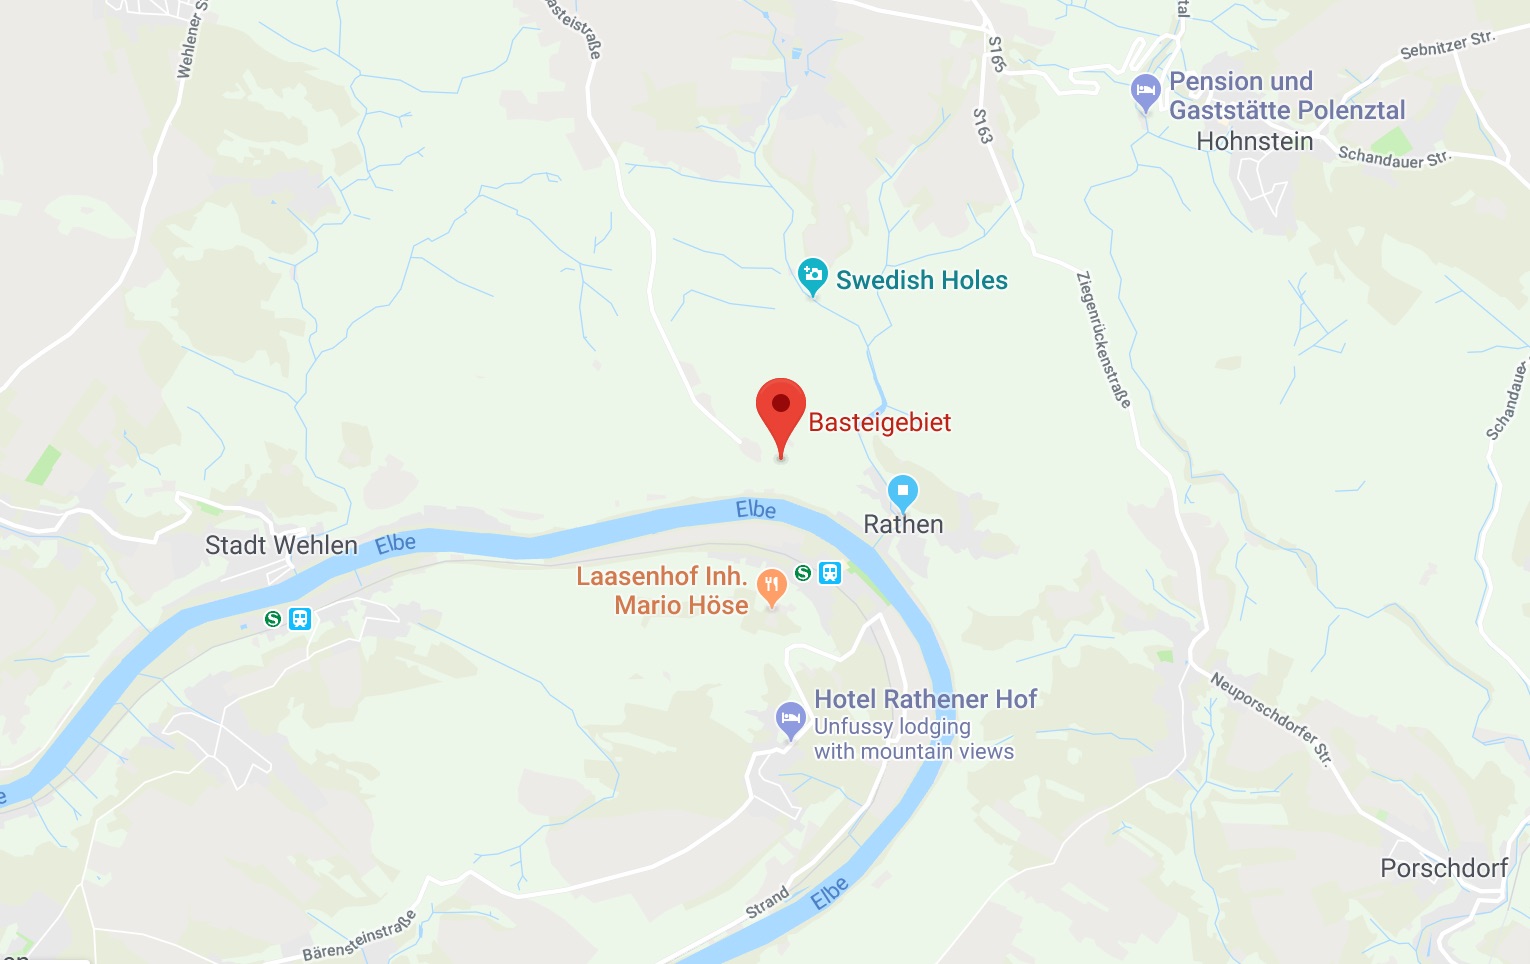 Wehlener S
asteistraße
S165
tal
Sebnitzer Str.
Pension und
Gaststätte Polenztal
Hohnstein
S163
Schandauer Str.
Swedish Holes
Ziegenrückenstraße
Schandauer
Basteigebiet
Elbe
Rathen
Stadt Wehlen
Elbe
Laasenhof Inh.
Mario Höse
S
S
Hotel Rathener Hof
Unfussy lodging
with mountain views
Neuporschdorfer Str.
e
Porschdorf
Elbe
Strand
Bärensteinstraße